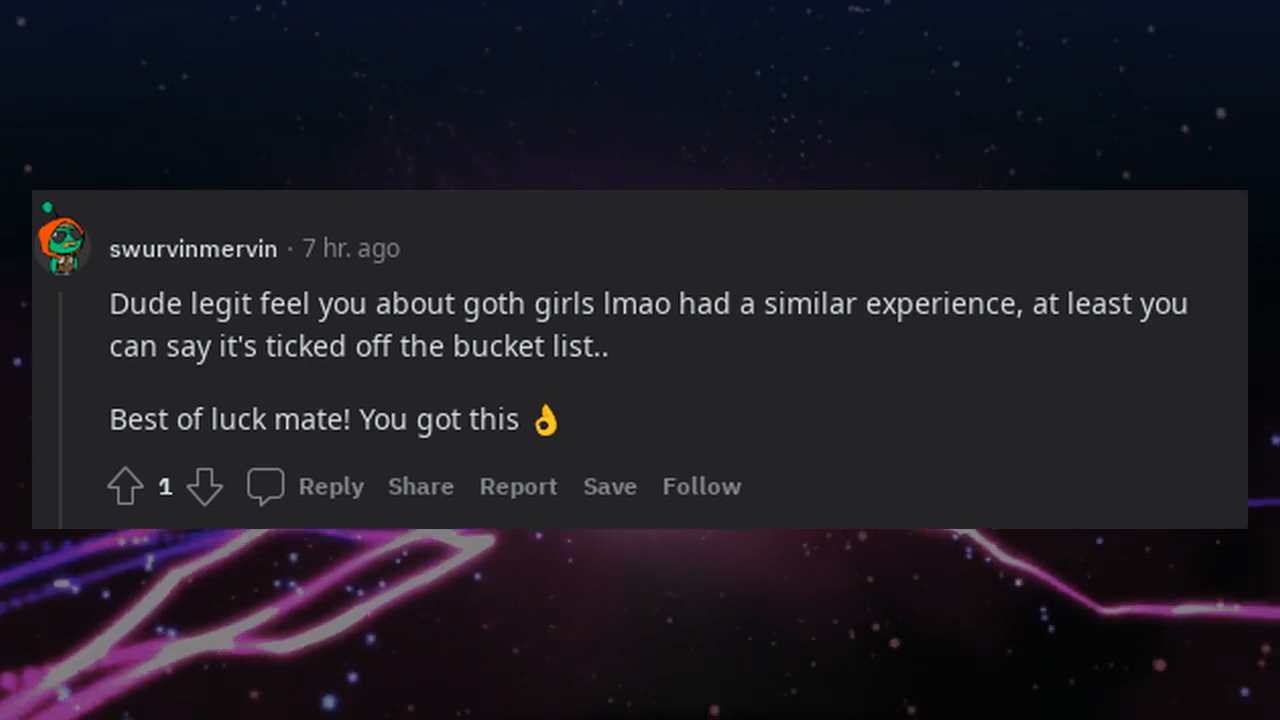 swurvinmervin · 7 hr. ago
Dude legit feel you about goth girls lmao had a similar experience, at least you
can say it's ticked off the bucket list..
Best of luck mate! You got this 👌
1 Reply Share Report Save Follow